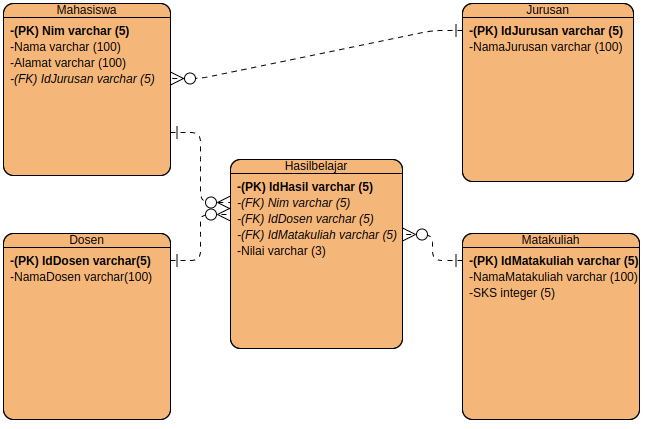 Mahasiswa
-(PK) Nim varchar (5)
-Nama varchar (100)
-Alamat varchar (100)
-(FK) IdJurusan varchar (5)
Jurusan
-(PK) IdJurusan varchar (5)
-NamaJurusan varchar (100)
Hasilbelajar
-(PK) IdHasil varchar (5)
-(FK) Nim varchar (5)
-(FK) IdDosen varchar (5)
-(FK) IdMatakuliah varchar (5)
-Nilai varchar (3)
Dosen
-(PK) IdDosen varchar(5)
-NamaDosen varchar(100)
Matakuliah
-(PK) IdMatakuliah varchar (5)
-NamaMatakuliah varchar (100)
-SKS integer (5)